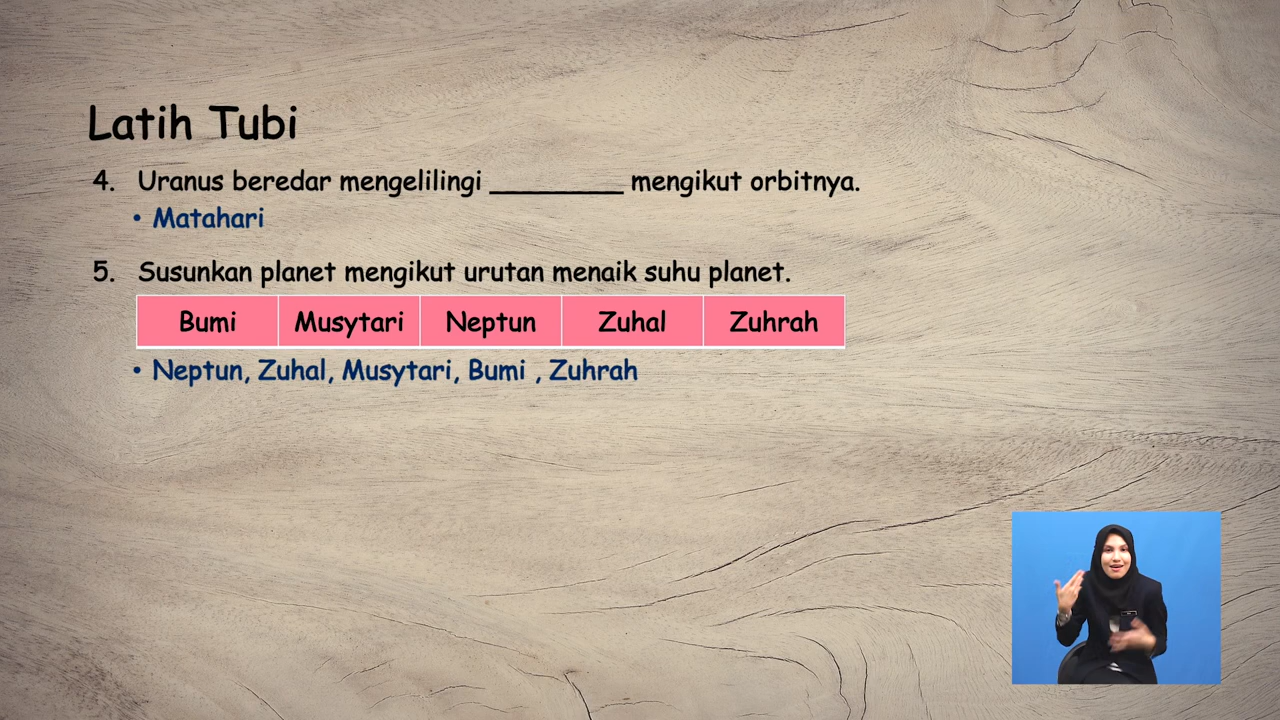 Latih Tubi
4. Uranus beredar mengelilingi _________ mengikut orbitnya.
• Matahari
5. Susunkan planet mengikut urutan menaik suhu planet.
Bumi Musytari Neptun Zuhal Zuhrah
• Neptun, Zuhal, Musytari, Bumi , Zuhrah